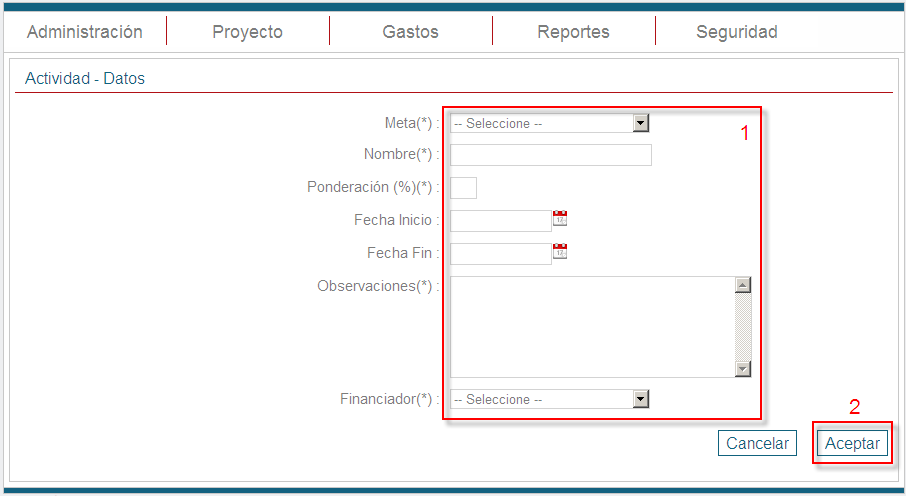 Administración Proyecto Gastos Reportes Seguridad
Actividad - Datos
Meta(*) : -- Seleccione -- 1
Nombre(*) :
Ponderación (%)(*) :
Fecha Inicio :
Fecha Fin :
Observaciones(*) :
Financiador(*) : -- Seleccione --
2
Cancelar Aceptar